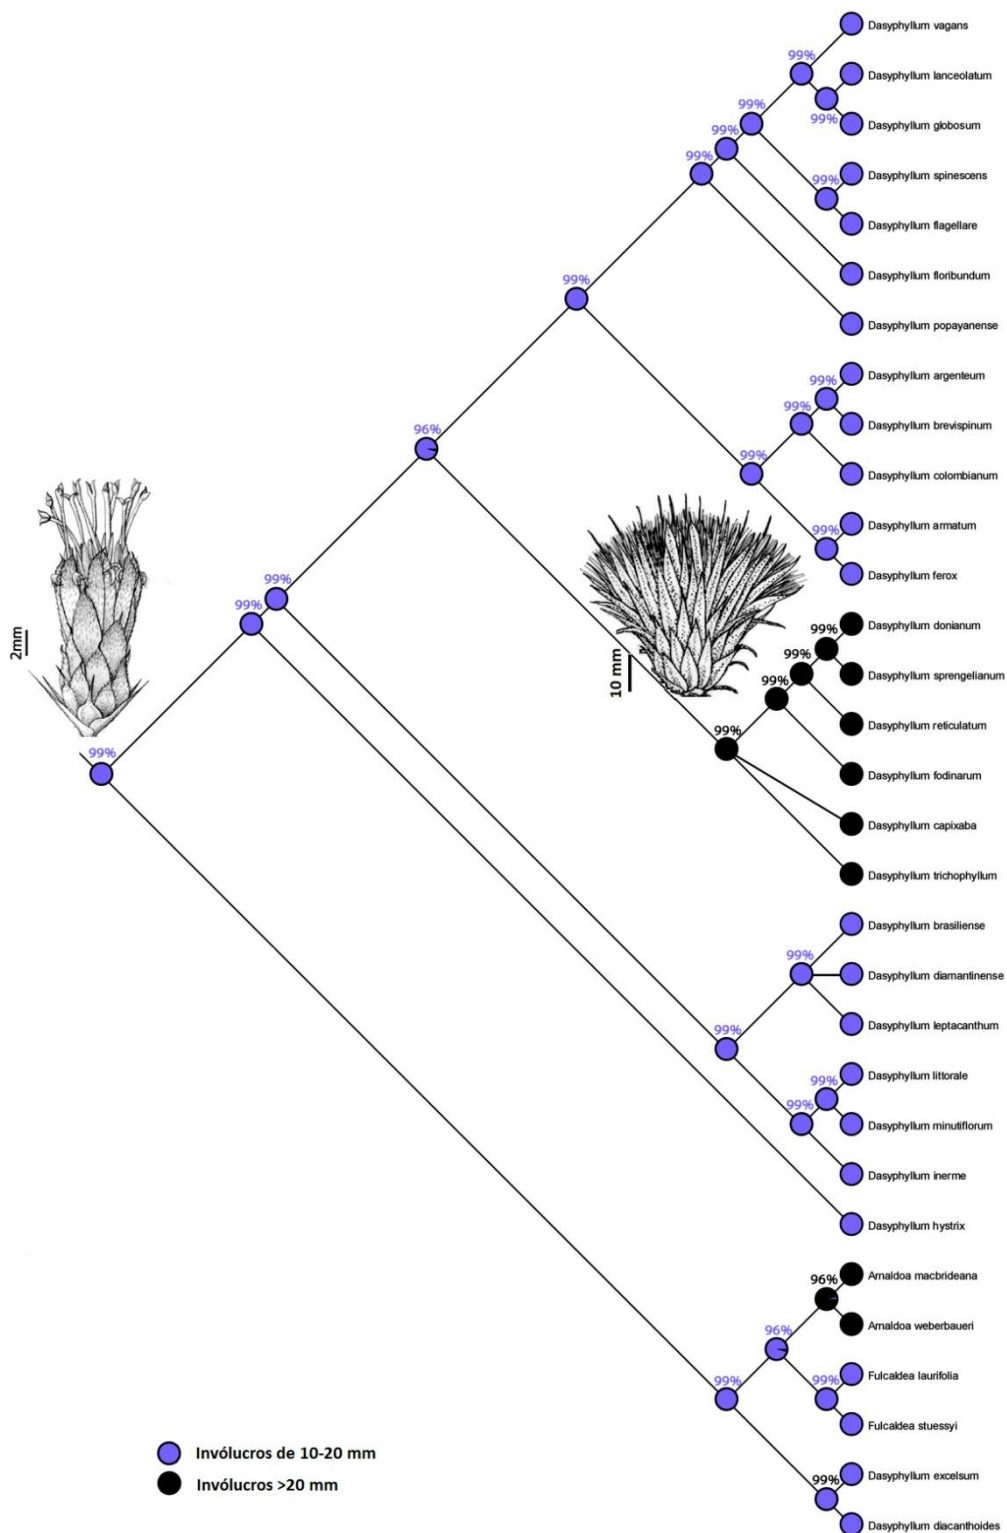 99%
Dasyphyllum vagans
Dasyphyllum lanceolatum
99%
Dasyphyllum globosum
99%
99%
99%
Dasyphyllum spinescens
99%
Dasyphyllum flagellare
Dasyphyllum floribundum
99%
Dasyphyllum popayanense
99%
Dasyphyllum argenteum
99%
Dasyphyllum brevispinum
96%
99%
Dasyphyllum colombianum
Dasyphyllum armatum
99%
Dasyphyllum ferox
99%
99%
2mm
10 mm
Dasyphyllum donianum
99%
99%
Dasyphyllum sprengelianum
99%
Dasyphyllum reticulatum
99%
99%
Dasyphyllum fodinarum
Dasyphyllum capixaba
Dasyphyllum trichophyllum
Dasyphyllum brasiliense
99%
Dasyphyllum diamantinense
Dasyphyllum leptacanthum
99%
Dasyphyllum littorale
99%
99%
Dasyphyllum minutiflorum
Dasyphyllum inerme
Dasyphyllum hystrix
Arnaldoa macbrideana
96%
Arnaldoa weberbaueri
96%
Fulcaldea laurifolia
99%
99%
Fulcaldea stuessyi
Invólucros de 10-20 mm
Invólucros >20 mm
Dasyphyllum excelsum
99%
Dasyphyllum diacanthoides